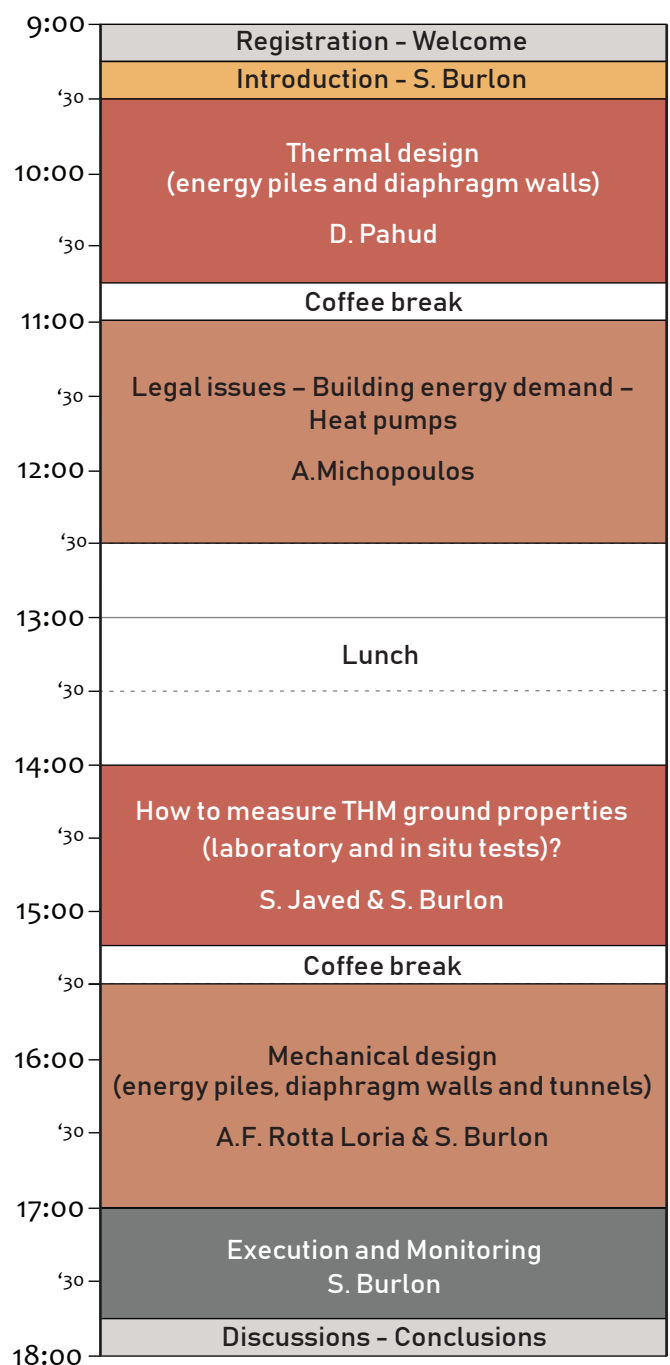 9:00
Registration - Welcome
Introduction - S. Burlon
'30
Thermal design
10:00
(energy piles and diaphragm walls)
D. Pahud
'30
Coffee break
11:00
Legal issues – Building energy demand –
'30
Heat pumps
12:00
A.Michopoulos
'30
13:00
Lunch
'30
14:00
How to measure THM ground properties
'30
(laboratory and in situ tests)?
S. Javed & S. Burlon
15:00
Coffee break
'30
Mechanical design
16:00
(energy piles, diaphragm walls and tunnels)
A.F. Rotta Loria & S. Burlon
'30
17:00
Execution and Monitoring
S. Burlon
'30
Discussions - Conclusions
18:00